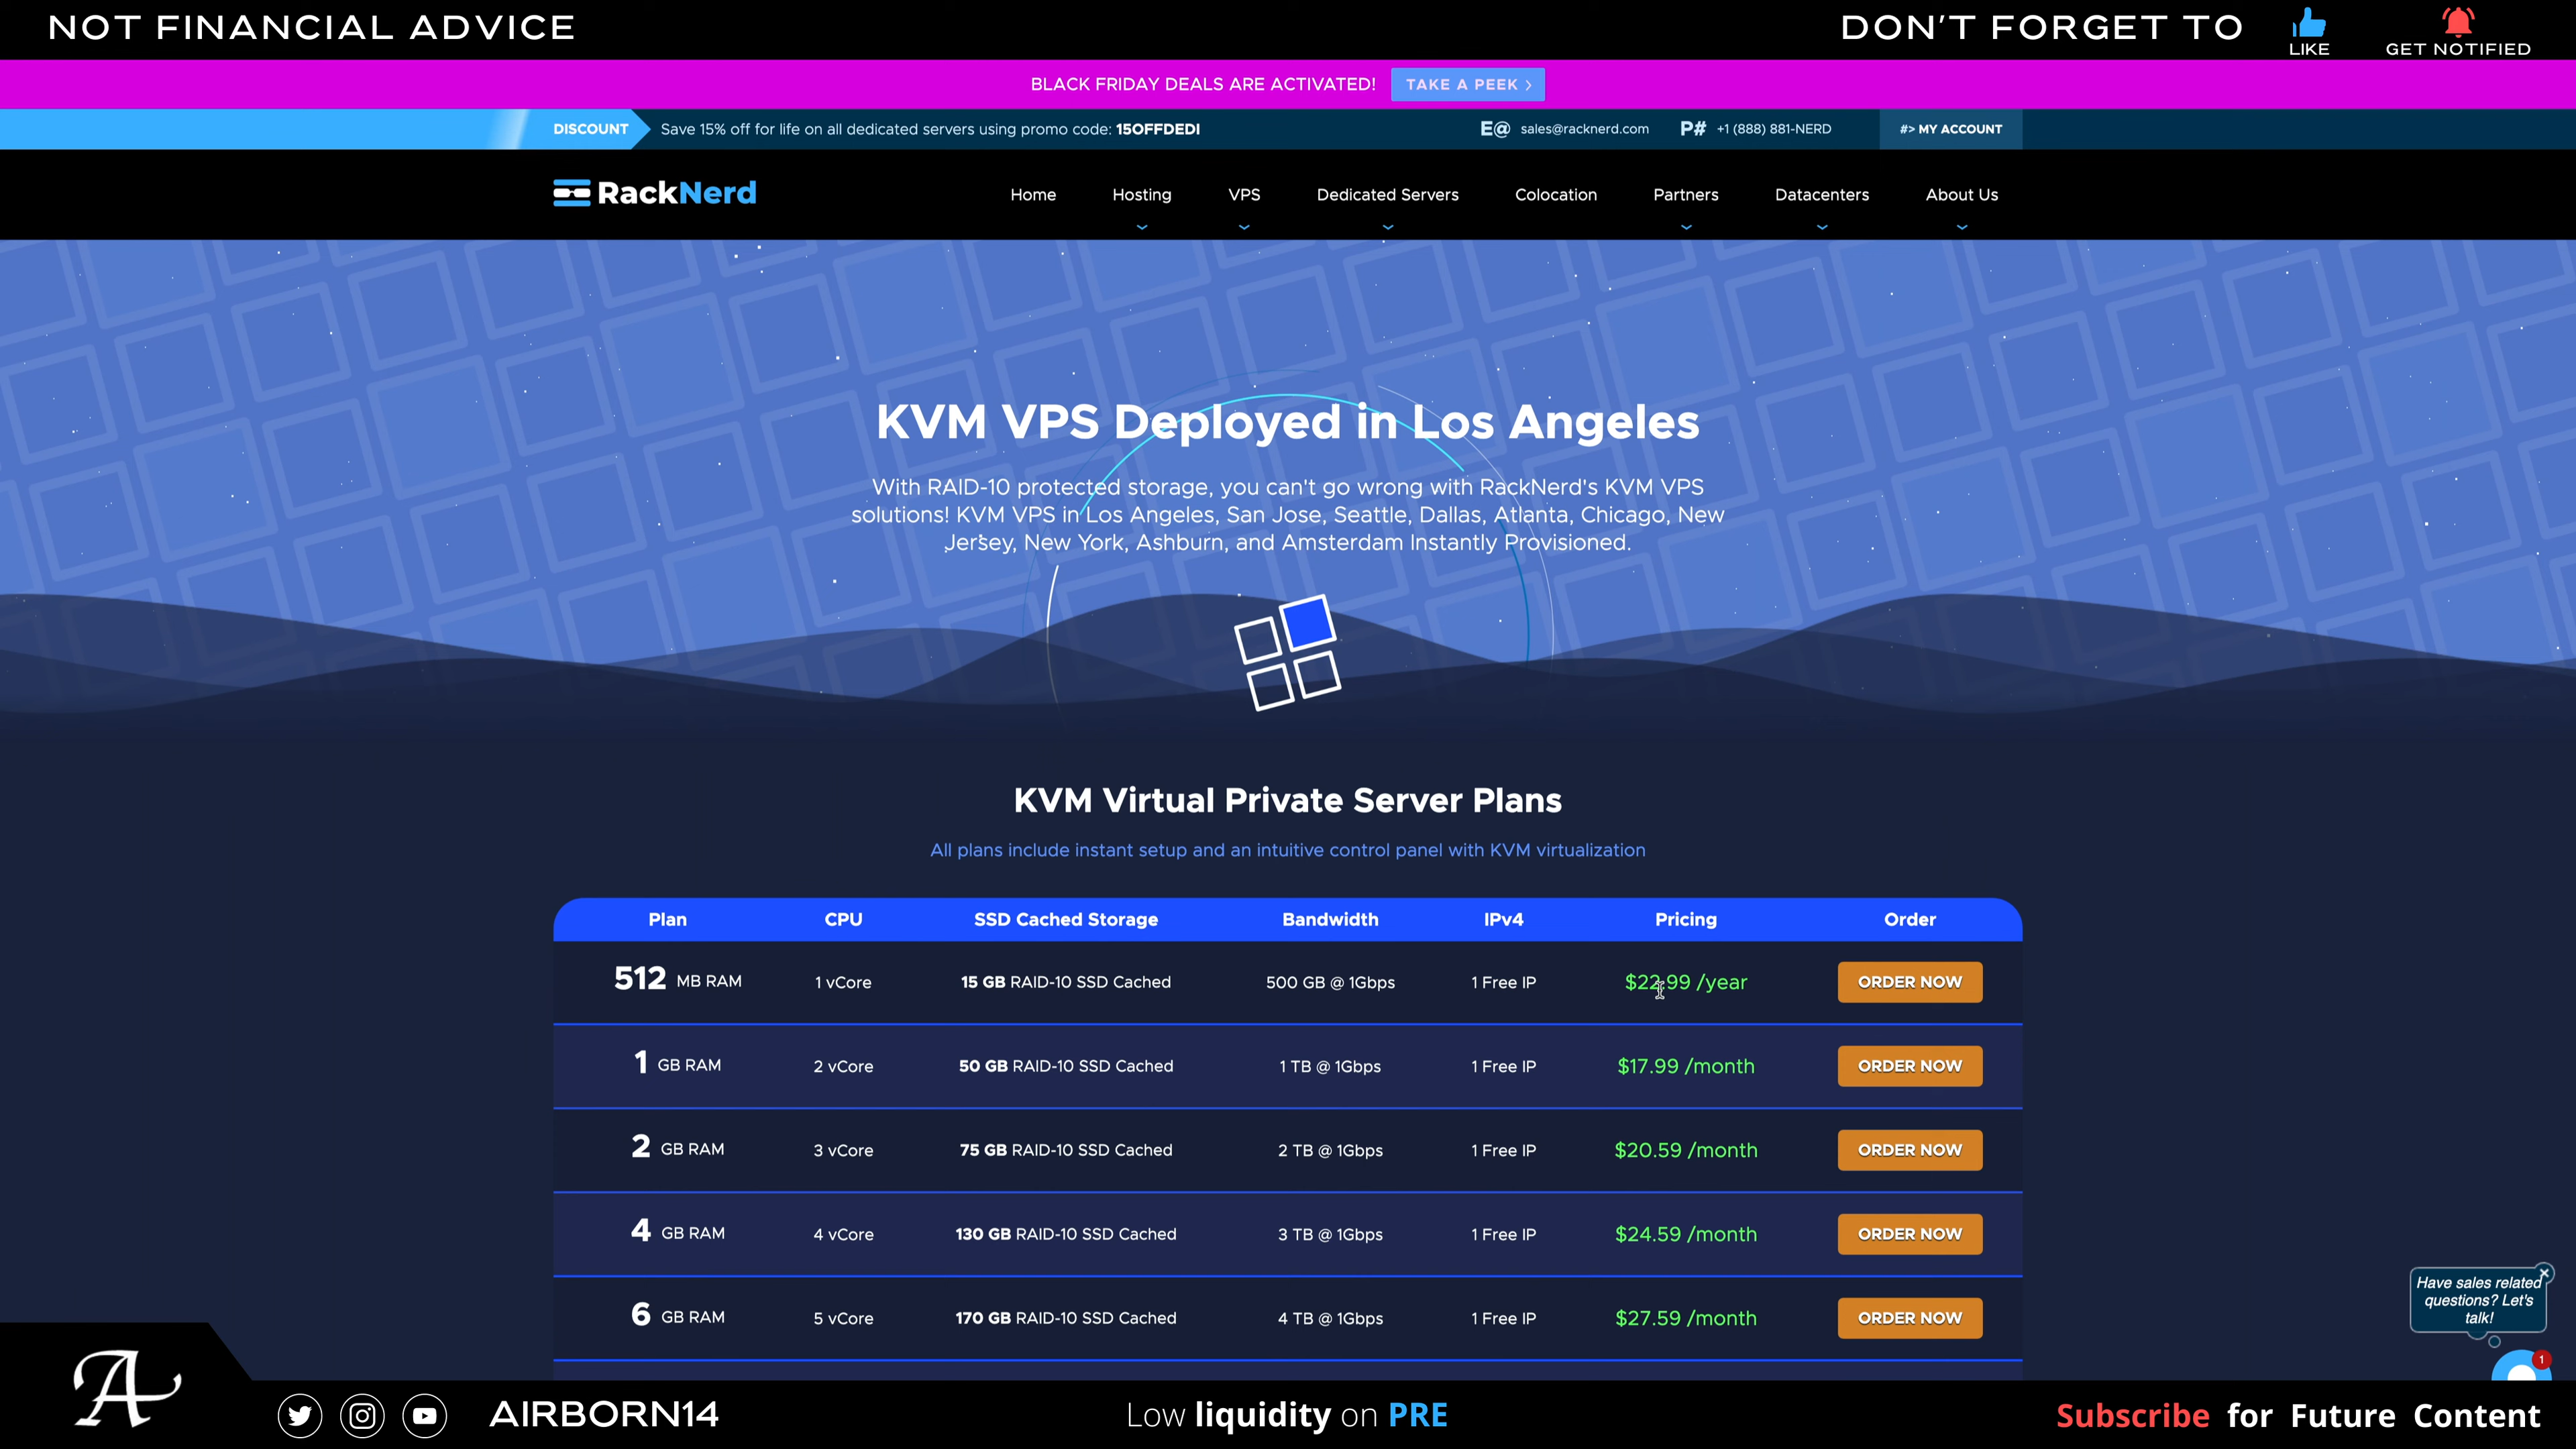 NOT FINANCIAL ADVICE
DON'T FORGET TO
LIKE
GET NOTIFIED
BLACK FRIDAY DEALS ARE ACTIVATED! TAKE A PEEK >
DISCOUNT Save 15% off for life on all dedicated servers using promo code: 15OFFDEDI E@ sales@racknerd.com P# +1 (888) 881-NERD #> MY ACCOUNT
RackNerd Home Hosting VPS Dedicated Servers Colocation Partners Datacenters About Us
KVM VPS Deployed in Los Angeles
With RAID-10 protected storage, you can't go wrong with RackNerd's KVM VPS
solutions! KVM VPS in Los Angeles, San Jose, Seattle, Dallas, Atlanta, Chicago, New
Jersey, New York, Ashburn, and Amsterdam Instantly Provisioned.
KVM Virtual Private Server Plans
All plans include instant setup and an intuitive control panel with KVM virtualization
Plan CPU SSD Cached Storage Bandwidth IPv4 Pricing Order
512 MB RAM 1 vCore 15 GB RAID-10 SSD Cached 500 GB @ 1Gbps 1 Free IP $22.99 /year ORDER NOW
1 GB RAM 2 vCore 50 GB RAID-10 SSD Cached 1 TB @ 1Gbps 1 Free IP $17.99 /month ORDER NOW
2 GB RAM 3 vCore 75 GB RAID-10 SSD Cached 2 TB @ 1Gbps 1 Free IP $20.59 /month ORDER NOW
4 GB RAM 4 vCore 130 GB RAID-10 SSD Cached 3 TB @ 1Gbps 1 Free IP $24.59 /month ORDER NOW
6 GB RAM 5 vCore 170 GB RAID-10 SSD Cached 4 TB @ 1Gbps 1 Free IP $27.59 /month ORDER NOW
Have sales related
questions? Let's
talk!
1
A
AIRBORN14
Low liquidity on PRE
Subscribe for Future Content